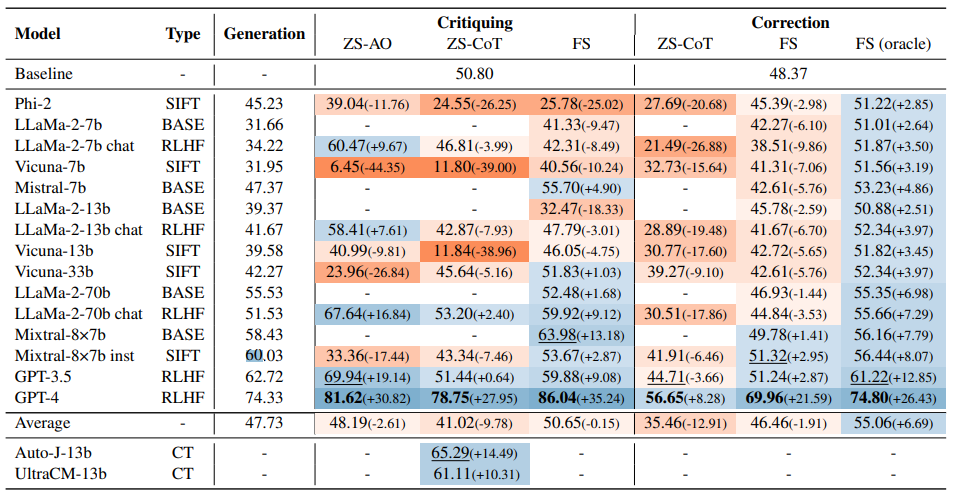 Model Type Generation Critiquing Correction
ZS-AO ZS-CoT FS ZS-CoT FS FS (oracle)
Baseline - - 50.80 48.37
Phi-2 SIFT 45.23 39.04(-11.76) 24.55(-26.25) 25.78(-25.02) 27.69(-20.68) 45.39(-2.98) 51.22(+2.85)
LLaMa-2-7b BASE 31.66 - - 41.33(-9.47) - 42.27(-6.10) 51.01(+2.64)
LLaMa-2-7b chat RLHF 34.22 60.47(+9.67) 46.81(-3.99) 42.31(-8.49) 21.49(-26.88) 38.51(-9.86) 51.87(+3.50)
Vicuna-7b SIFT 31.95 6.45(-44.35) 11.80(-39.00) 40.56(-10.24) 32.73(-15.64) 41.31(-7.06) 51.56(+3.19)
Mistral-7b BASE 47.37 - - 55.70(+4.90) - 42.61(-5.76) 53.23(+4.86)
LLaMa-2-13b BASE 39.37 - - 32.47(-18.33) - 45.78(-2.59) 50.88(+2.51)
LLaMa-2-13b chat RLHF 41.67 58.41(+7.61) 42.87(-7.93) 47.79(-3.01) 28.89(-19.48) 41.67(-6.70) 52.34(+3.97)
Vicuna-13b SIFT 39.58 40.99(-9.81) 11.84(-38.96) 46.05(-4.75) 30.77(-17.60) 42.72(-5.65) 51.82(+3.45)
Vicuna-33b SIFT 42.27 23.96(-26.84) 45.64(-5.16) 51.83(+1.03) 39.27(-9.10) 42.61(-5.76) 52.34(+3.97)
LLaMa-2-70b BASE 55.53 - - 52.48(+1.68) - 46.93(-1.44) 55.35(+6.98)
LLaMa-2-70b chat RLHF 51.53 67.64(+16.84) 53.20(+2.40) 59.92(+9.12) 30.51(-17.86) 44.84(-3.53) 55.66(+7.29)
Mixtral-8×7b BASE 58.43 - - 63.98(+13.18) - 49.78(+1.41) 56.16(+7.79)
Mixtral-8×7b inst SIFT 60.03 33.36(-17.44) 43.34(-7.46) 53.67(+2.87) 41.91(-6.46) 51.32(+2.95) 56.44(+8.07)
GPT-3.5 RLHF 62.72 69.94(+19.14) 51.44(+0.64) 59.88(+9.08) 44.71(-3.66) 51.24(+2.87) 61.22(+12.85)
GPT-4 RLHF 74.33 81.62(+30.82) 78.75(+27.95) 86.04(+35.24) 56.65(+8.28) 69.96(+21.59) 74.80(+26.43)
Average - 47.73 48.19(-2.61) 41.02(-9.78) 50.65(-0.15) 35.46(-12.91) 46.46(-1.91) 55.06(+6.69)
Auto-J-13b CT - - 65.29(+14.49) - - - -
UltraCM-13b CT - - 61.11(+10.31) - - - -